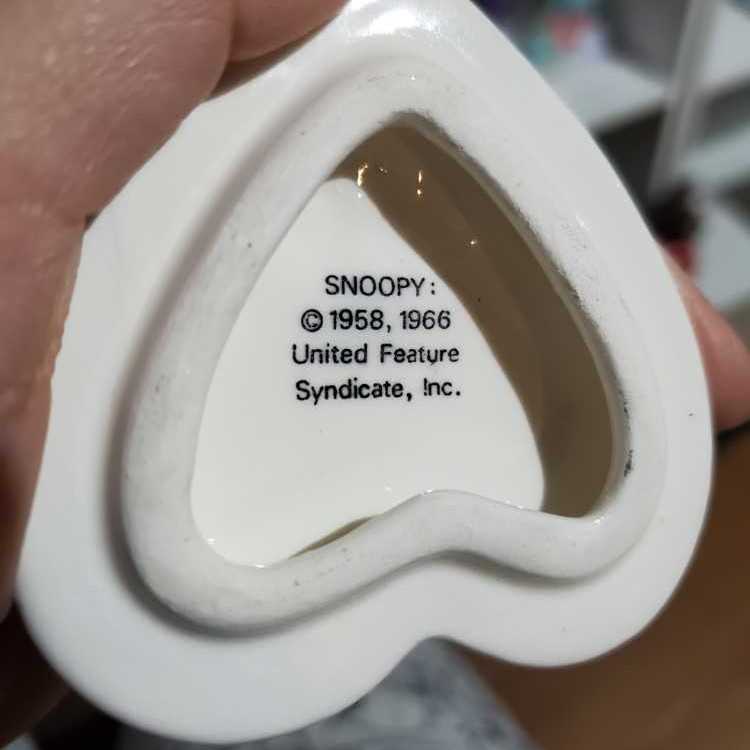 SNOOPY:
© 1958, 1966
United Feature
Syndicate, Inc.